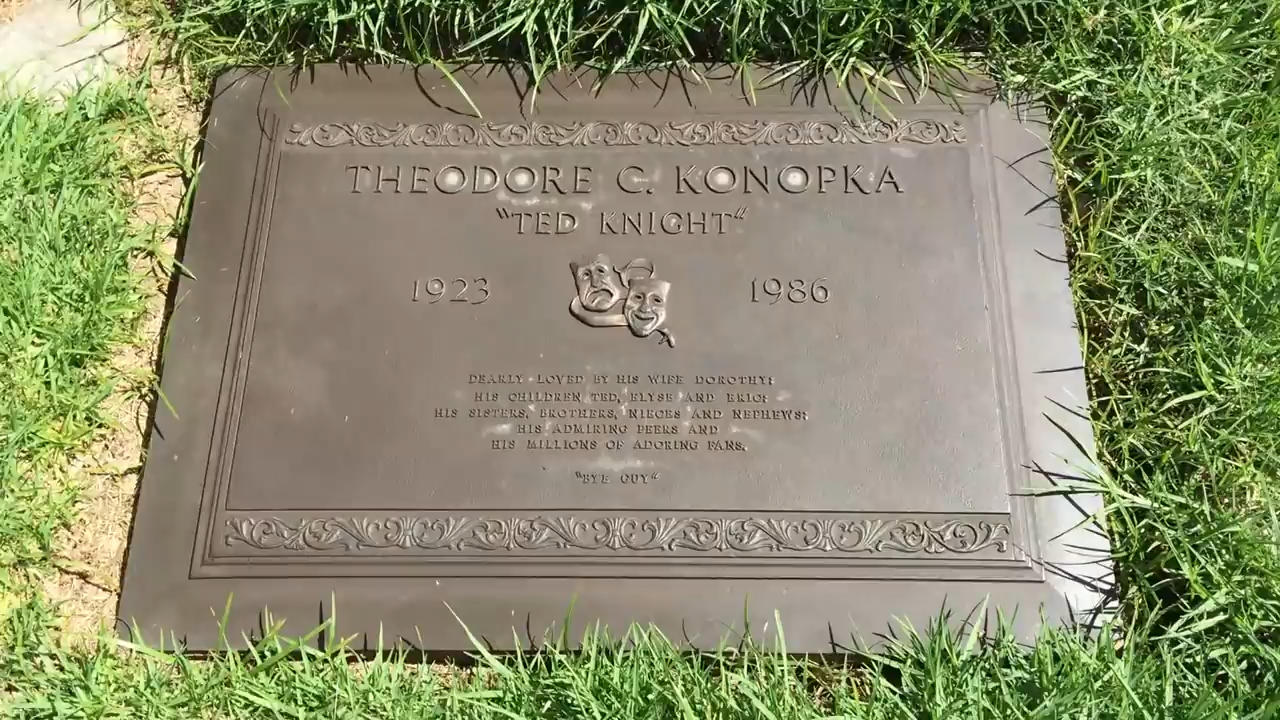 THEODORE C. KONOPKA
"TED KNIGHT"
1923 1986
DEARLY LOVED BY HIS WIFE DOROTHY;
HIS CHILDREN TED, ELYSE AND ERIC;
HIS SISTERS, BROTHERS, NIECES AND NEPHEWS;
HIS ADMIRING PEERS AND
HIS MILLIONS OF ADORING FANS.
"BYE GUY"